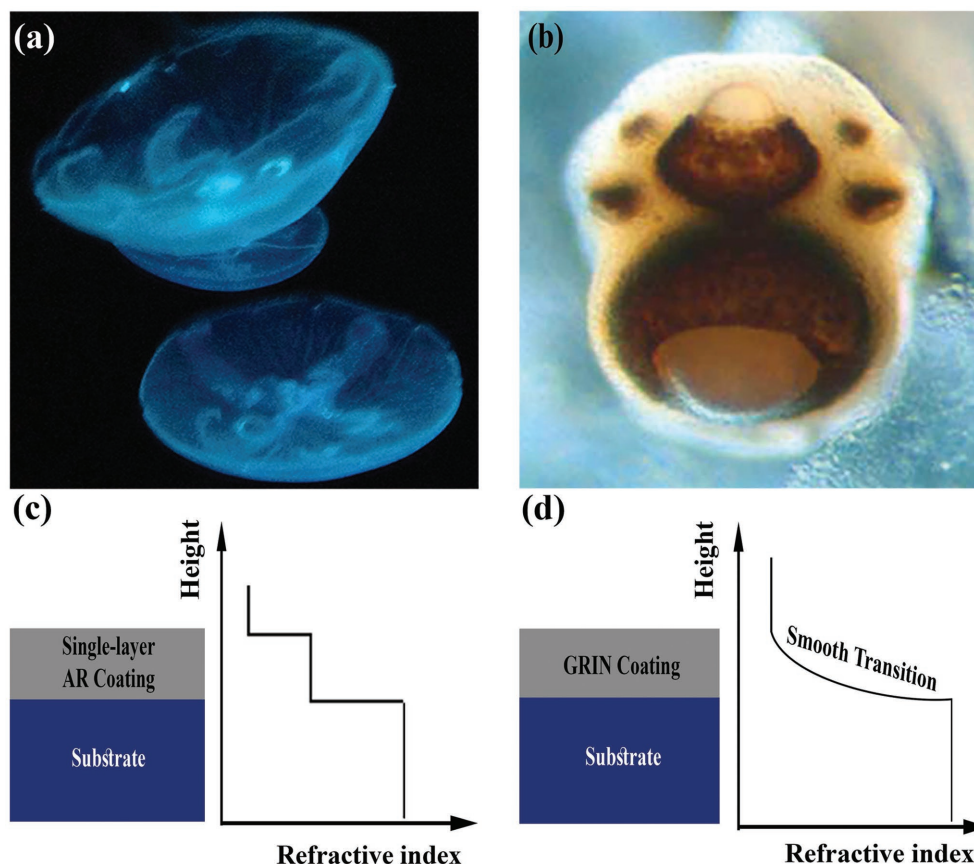 (a)
(b)
(c)
Height
Single-layer
AR Coating
Substrate
Refractive index
(d)
Height
GRIN Coating
Smooth Transition
Substrate
Refractive index